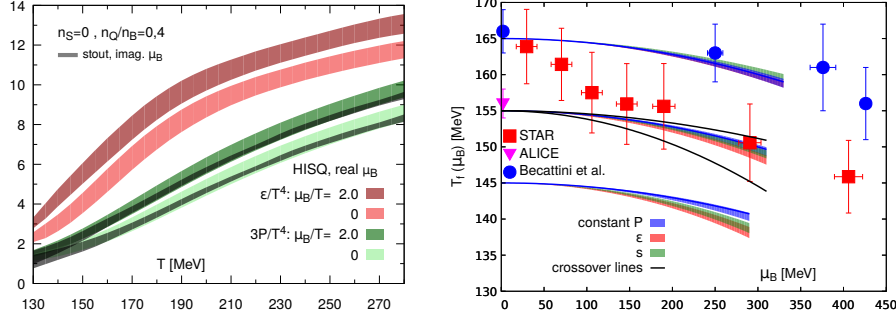 14
12
10
8
6
4
2
0
n_S=0 , n_Q/n_B=0,4
stout, imag. μ_B
HISQ, real μ_B
ε/T⁴: μ_B/T= 2.0
0
3P/T⁴: μ_B/T= 2.0
0
T [MeV]
130 150 170 190 210 230 250 270
170
165
160
155
150
145
140
135
130
T_f (μ_B) [MeV]
STAR
ALICE
Becattini et al.
constant P
ε
s
crossover lines
μ_B [MeV]
0 50 100 150 200 250 300 350 400 450